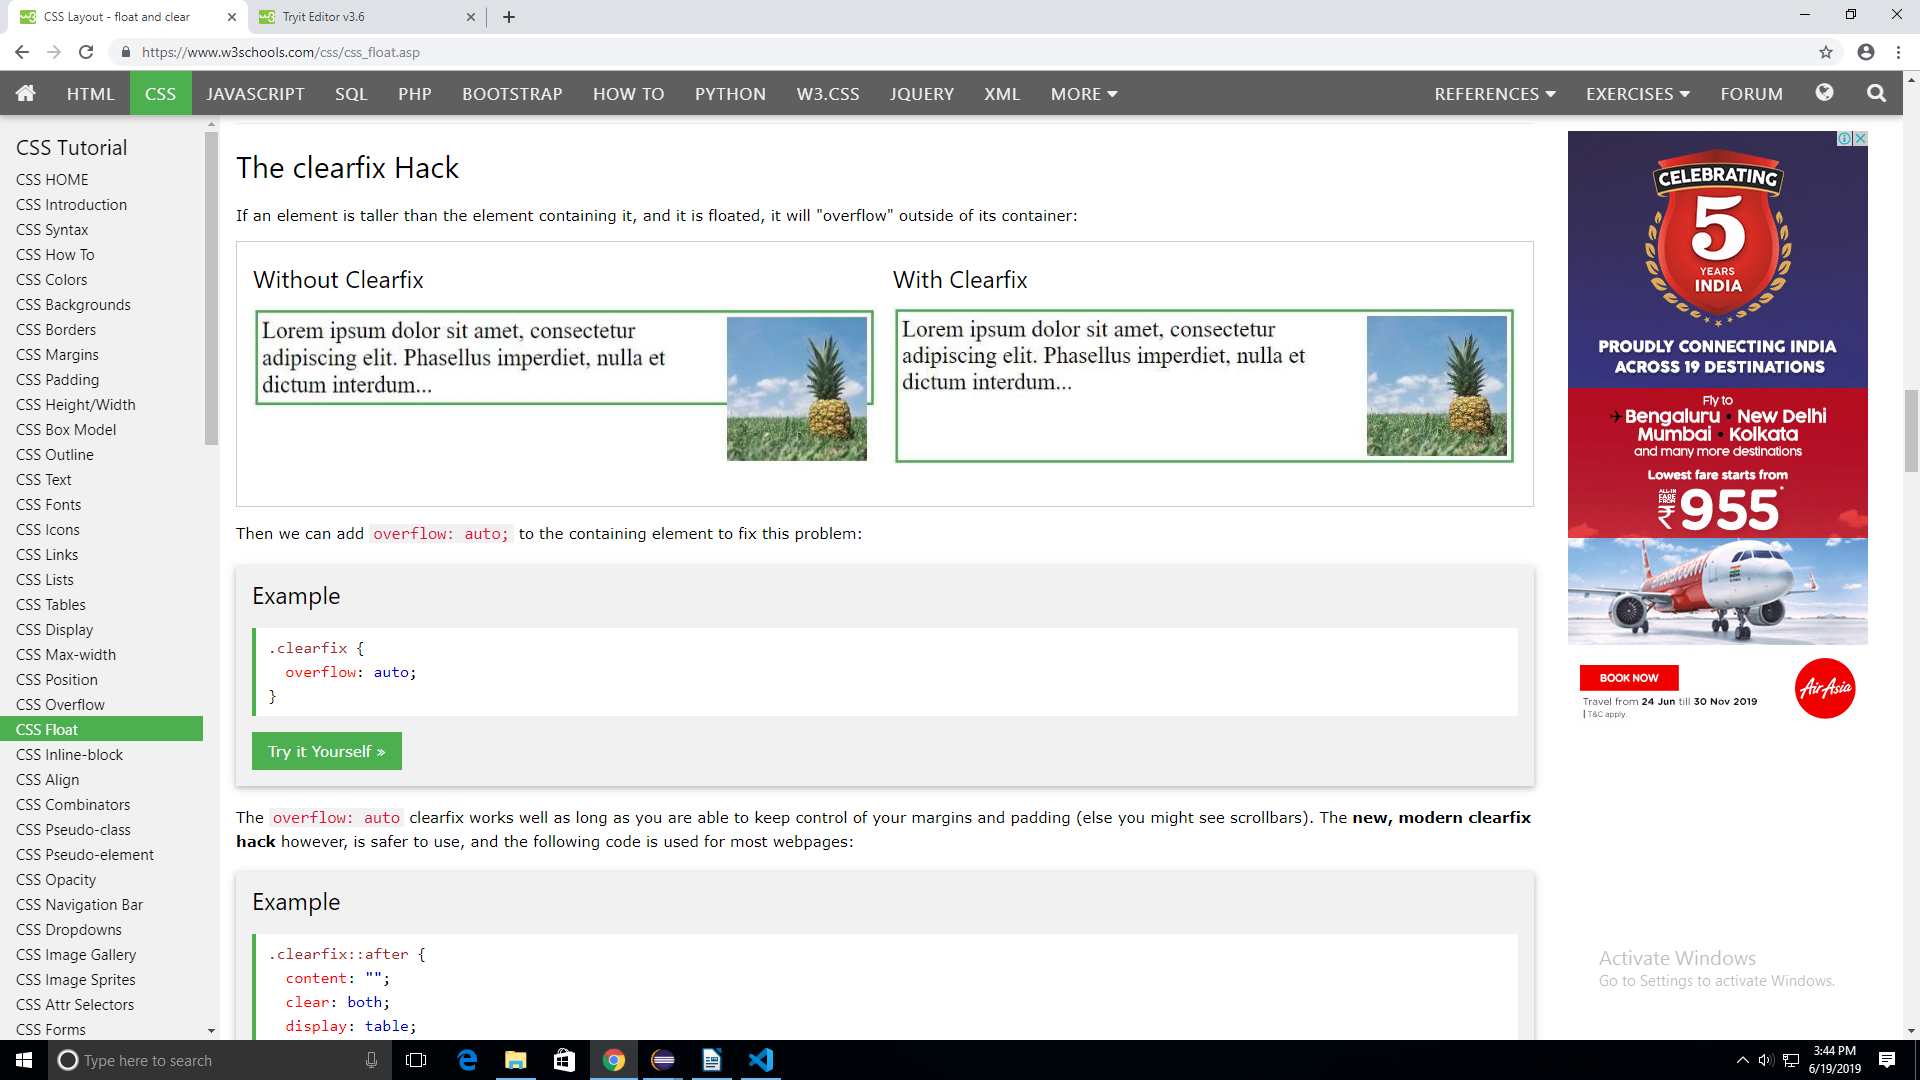 CSS Layout - float and clear
Tryit Editor v3.6
https://www.w3schools.com/css/css_float.asp
HTML CSS JAVASCRIPT SQL PHP BOOTSTRAP HOW TO PYTHON W3.CSS JQUERY XML MORE REFERENCES EXERCISES FORUM
CSS Tutorial
CSS HOME
CSS Introduction
CSS Syntax
CSS How To
CSS Colors
CSS Backgrounds
CSS Borders
CSS Margins
CSS Padding
CSS Height/Width
CSS Box Model
CSS Outline
CSS Text
CSS Fonts
CSS Icons
CSS Links
CSS Lists
CSS Tables
CSS Display
CSS Max-width
CSS Position
CSS Overflow
CSS Float
CSS Inline-block
CSS Align
CSS Combinators
CSS Pseudo-class
CSS Pseudo-element
CSS Opacity
CSS Navigation Bar
CSS Dropdowns
CSS Image Gallery
CSS Image Sprites
CSS Attr Selectors
CSS Forms
The clearfix Hack
If an element is taller than the element containing it, and it is floated, it will "overflow" outside of its container:
Without Clearfix
Lorem ipsum dolor sit amet, consectetur
adipiscing elit. Phasellus imperdiet, nulla et
dictum interdum...
With Clearfix
Lorem ipsum dolor sit amet, consectetur
adipiscing elit. Phasellus imperdiet, nulla et
dictum interdum...
Then we can add overflow: auto; to the containing element to fix this problem:
Example
.clearfix {
overflow: auto;
}
Try it Yourself »
The overflow: auto clearfix works well as long as you are able to keep control of your margins and padding (else you might see scrollbars). The new, modern clearfix
hack however, is safer to use, and the following code is used for most webpages:
Example
.clearfix::after {
content: "";
clear: both;
display: table;
CELEBRATING
5
YEARS
INDIA
PROUDLY CONNECTING INDIA
ACROSS 19 DESTINATIONS
Fly to
Bengaluru • New Delhi
Mumbai • Kolkata
and many more destinations
Lowest fare starts from
ALL-IN
FARE
FROM
₹955*
BOOK NOW
AirAsia
Travel from 24 Jun till 30 Nov 2019
| T&C apply.
Activate Windows
Go to Settings to activate Windows.
Type here to search
3:44 PM
6/19/2019